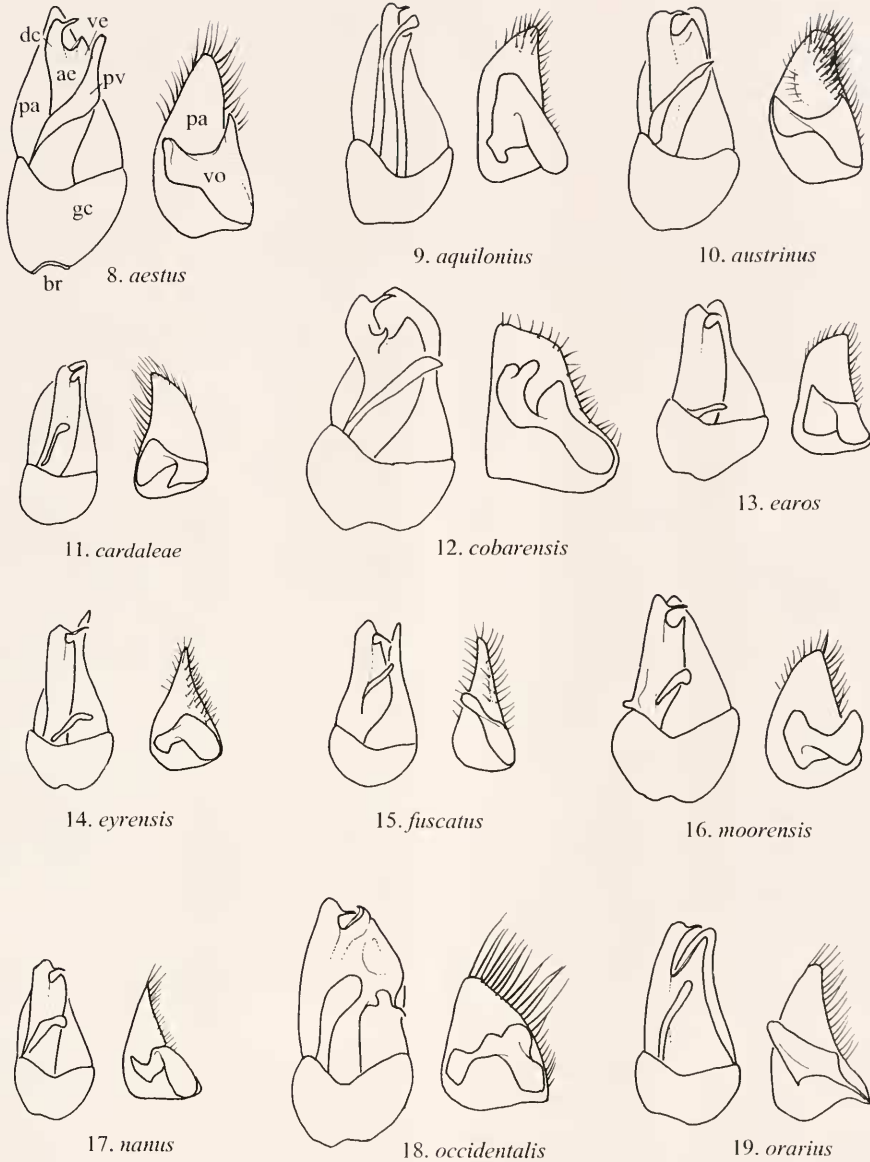 dc
ve
ae
pv
pa
pa
vo
gc
br
8. aestus
9. aquilonius
10. austrinus
11. cardaleae
12. cobarensis
13. earos
14. eyrensis
15. fuscatus
16. moorensis
17. nanus
18. occidentalis
19. orarius